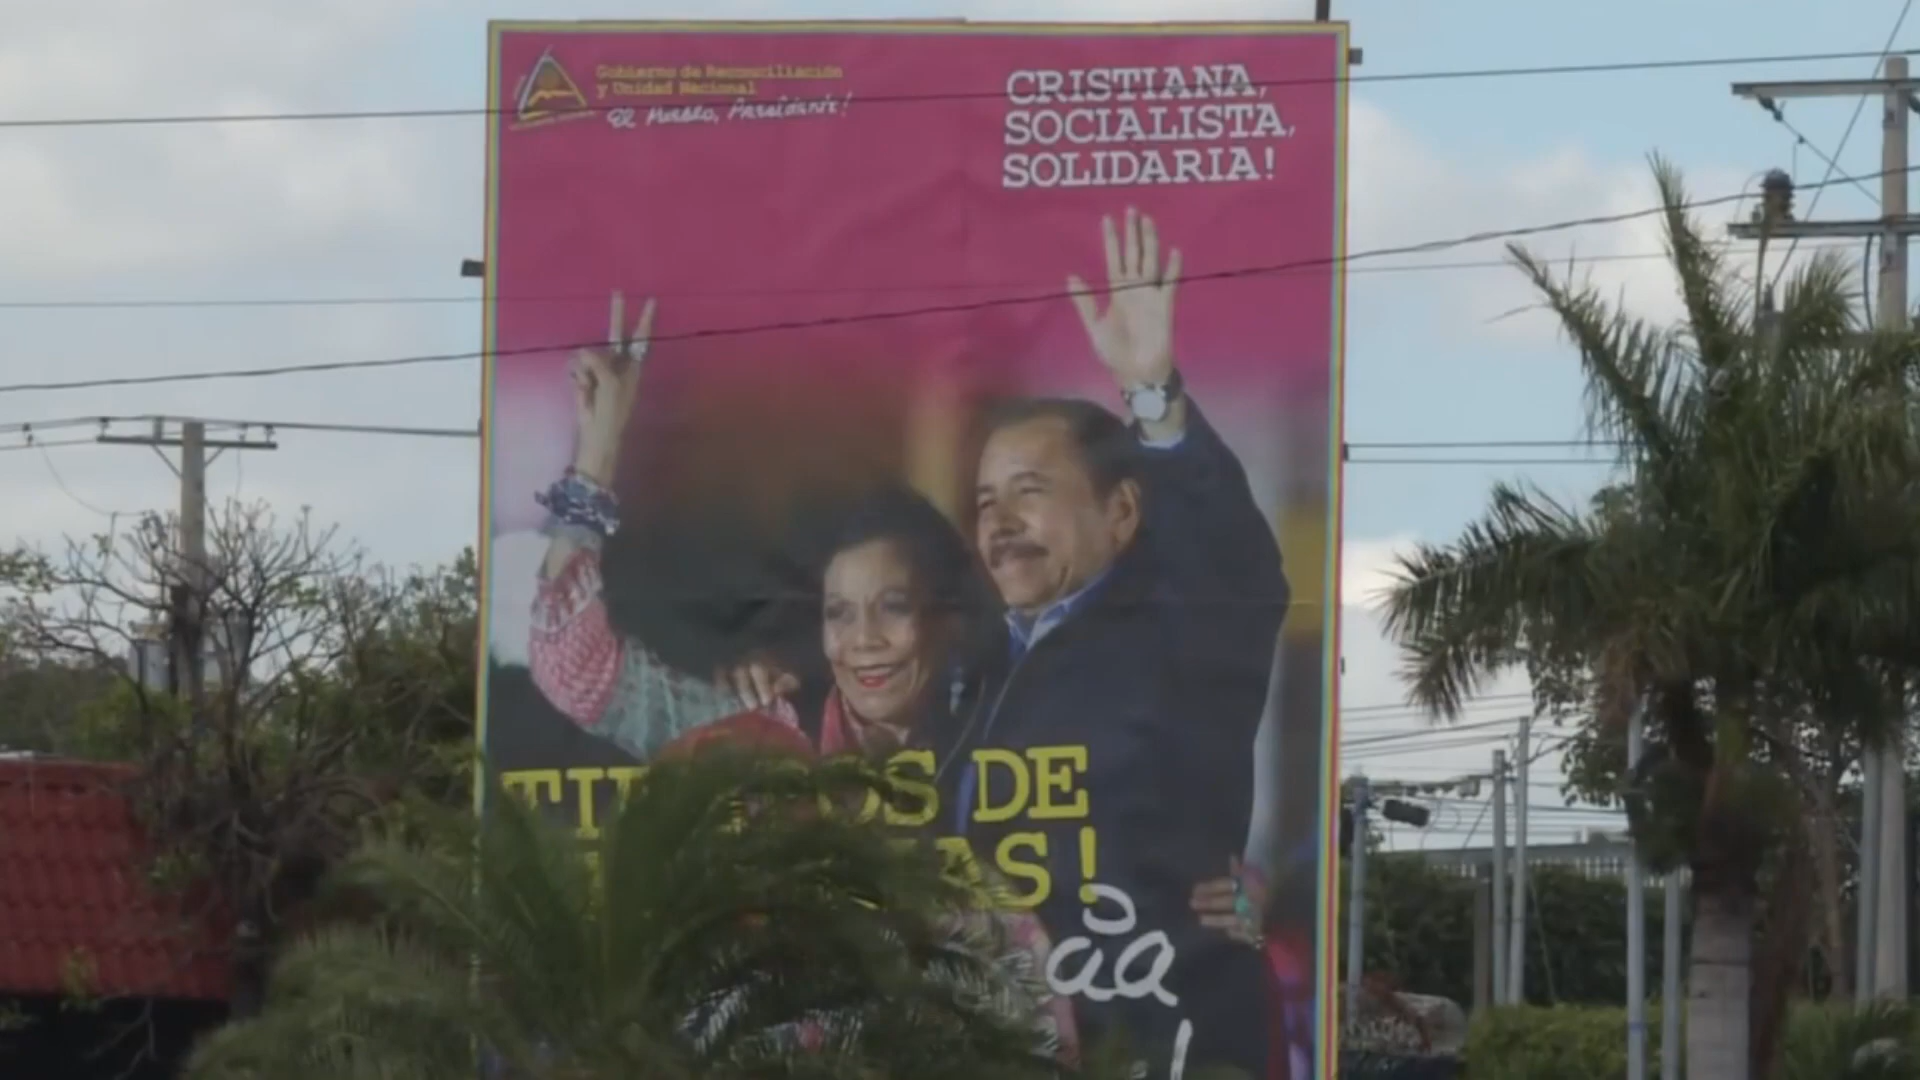 Gobierno de Reconciliación
y Unidad Nacional
El Pueblo, Presidente!
CRISTIANA,
SOCIALISTA,
SOLIDARIA!
DE